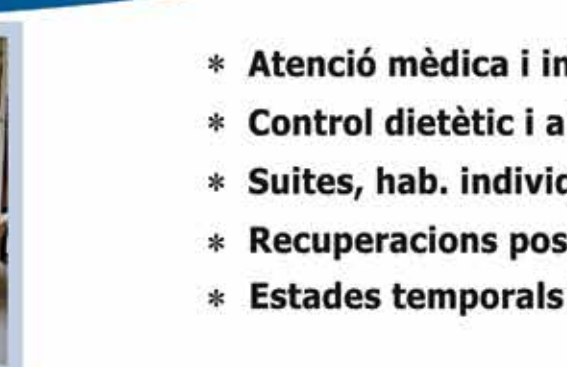 * Atenció mèdica i in
* Control dietètic i a
* Suites, hab. individ
* Recuperacions pos
* Estades temporals